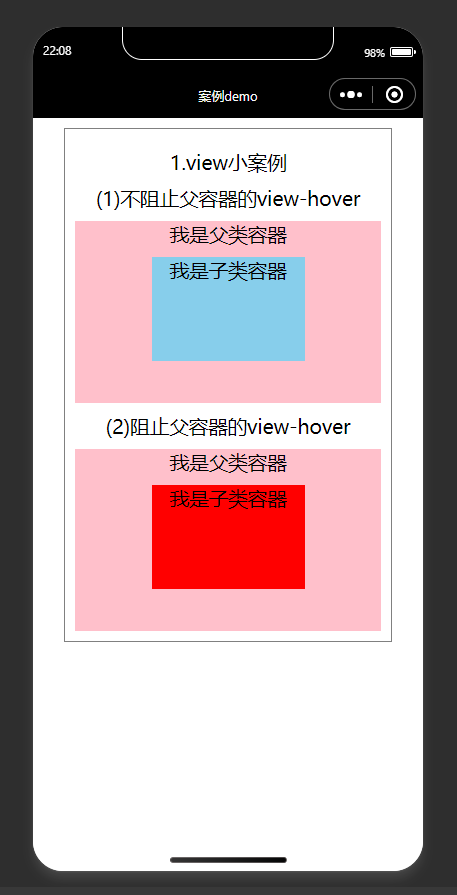 22:08
98%
案例demo
1.view小案例
(1)不阻止父容器的view-hover
我是父类容器
我是子类容器
(2)阻止父容器的view-hover
我是父类容器
我是子类容器